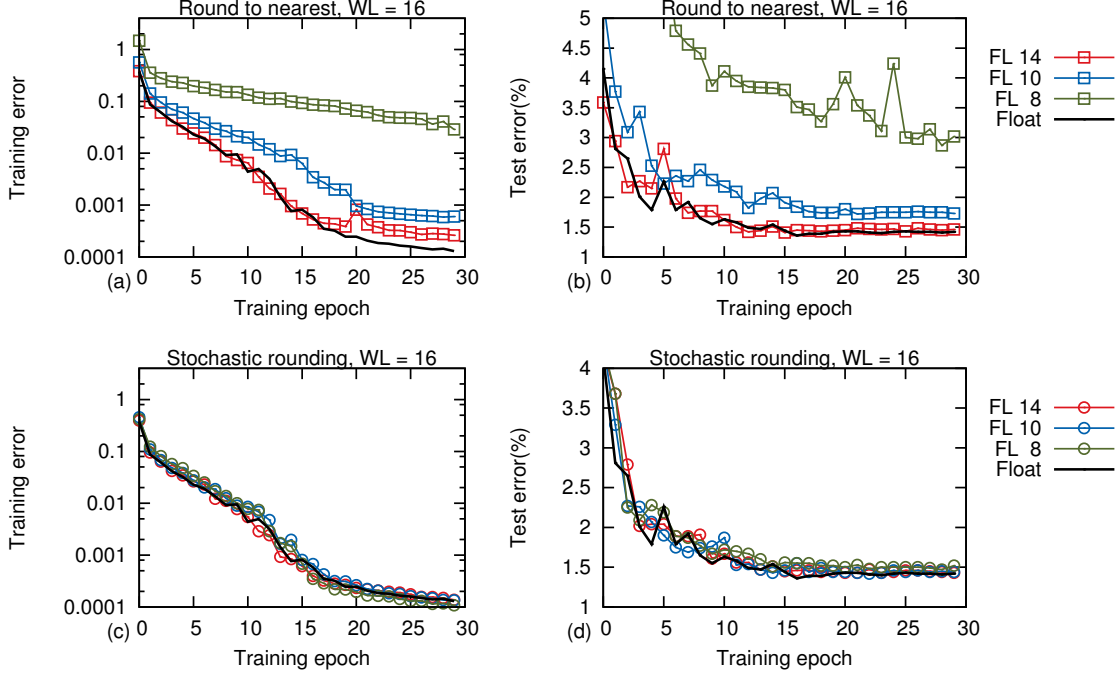 Round to nearest, WL = 16
Training error
1
0.1
0.01
0.001
0.0001
0 5 10 15 20 25 30
(a)
Training epoch
Round to nearest, WL = 16
Test error(%)
5
4.5
4
3.5
3
2.5
2
1.5
1
0 5 10 15 20 25 30
(b)
Training epoch
FL 14
FL 10
FL 8
Float
Stochastic rounding, WL = 16
Training error
1
0.1
0.01
0.001
0.0001
0 5 10 15 20 25 30
(c)
Training epoch
Stochastic rounding, WL = 16
Test error(%)
4
3.5
3
2.5
2
1.5
1
0 5 10 15 20 25 30
(d)
Training epoch
FL 14
FL 10
FL 8
Float